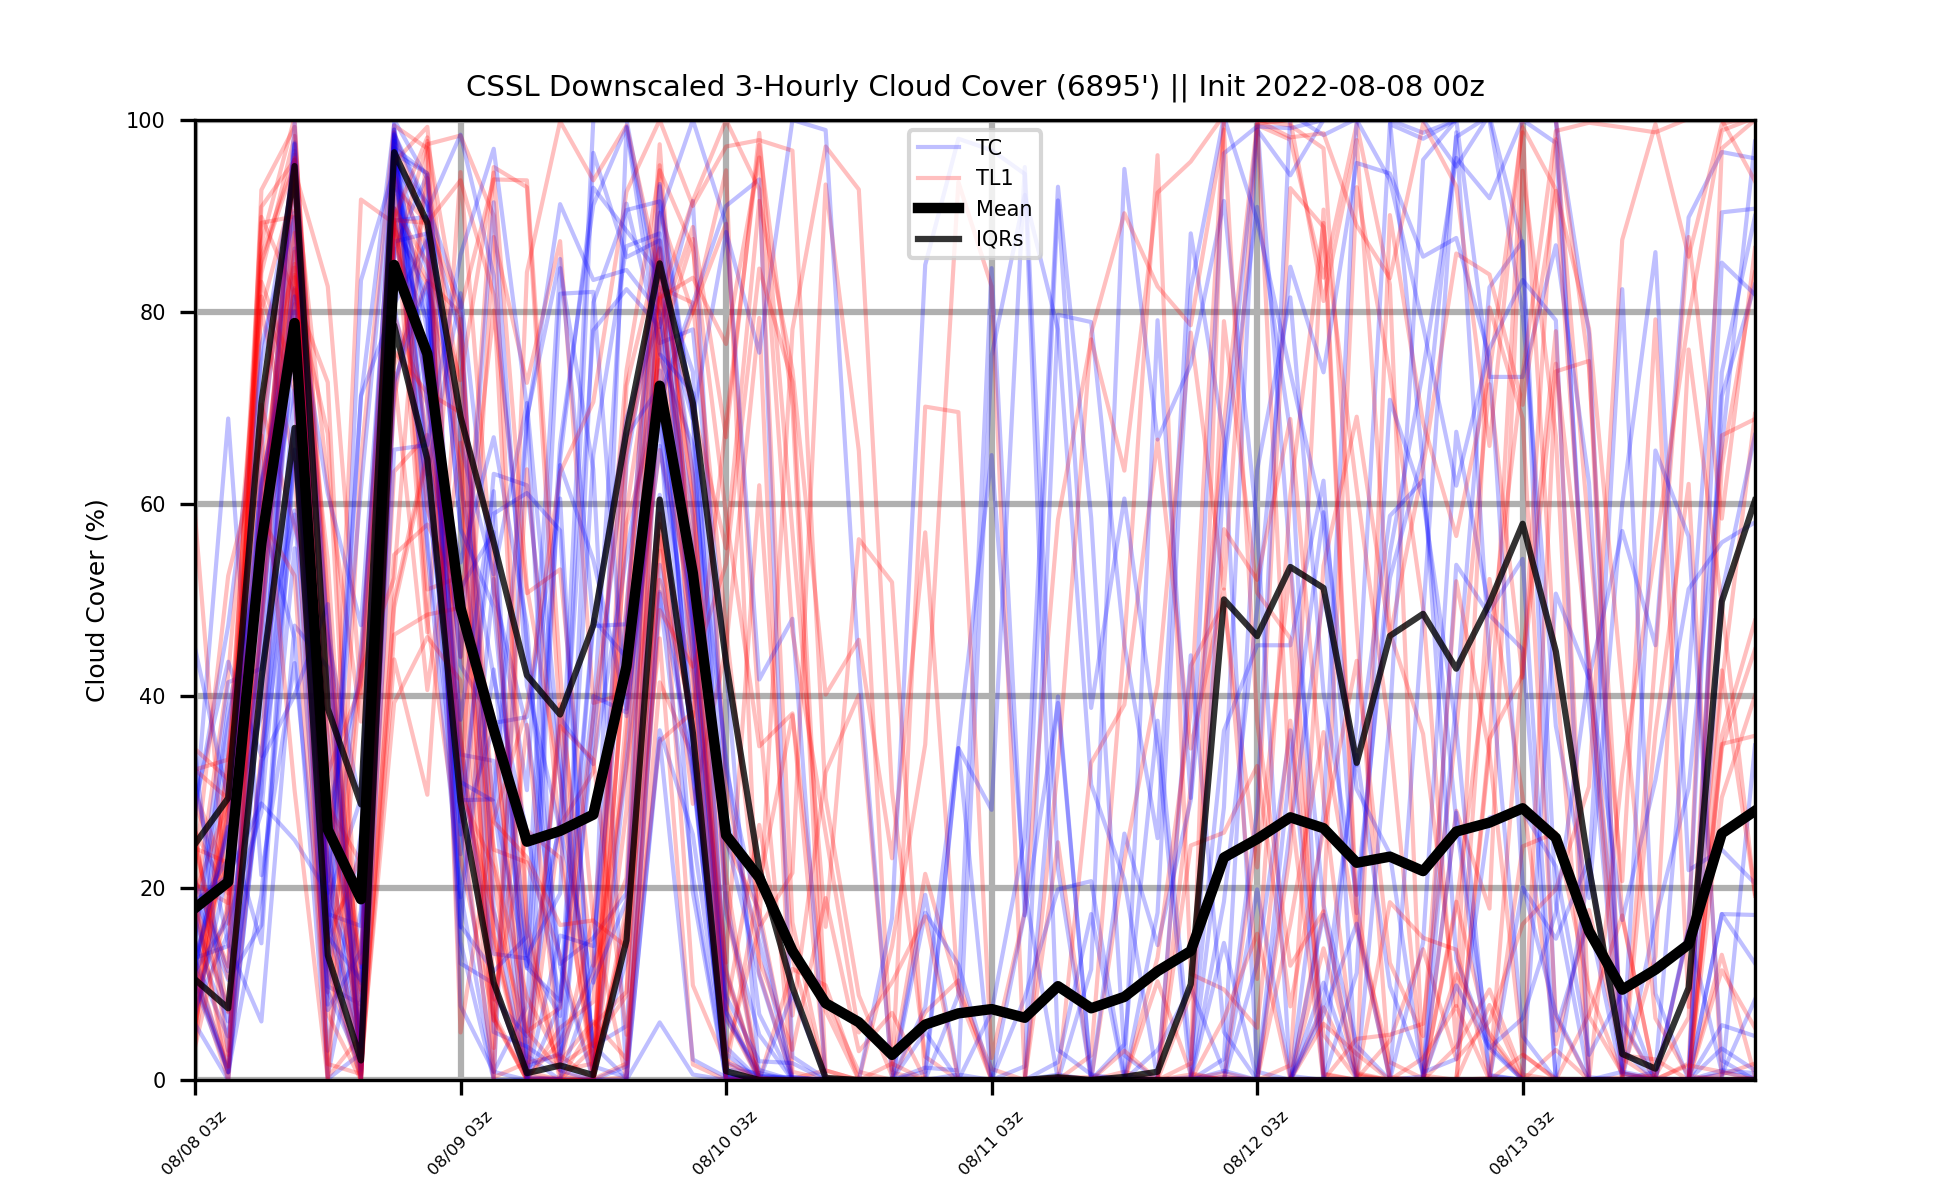 CSSL Downscaled 3-Hourly Cloud Cover (6895') || Init 2022-08-08 00z
TC
TL1
Mean
IQRs
Cloud Cover (%)
100
80
60
40
20
0
08/08 03z
08/09 03z
08/10 03z
08/11 03z
08/12 03z
08/13 03z